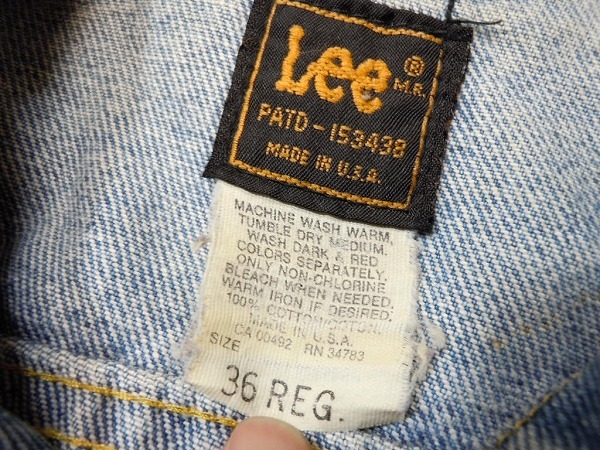 Lee ® M.R.
PATD-153438
MADE IN U.S.A.
MACHINE WASH WARM,
TUMBLE DRY MEDIUM.
WASH DARK & RED
COLORS SEPARATELY.
ONLY NON-CHLORINE
BLEACH WHEN NEEDED.
WARM IRON IF DESIRED.
100% COTTON/COTON
MADE IN U.S.A.
CA 00492 RN 34783
SIZE
36 REG.